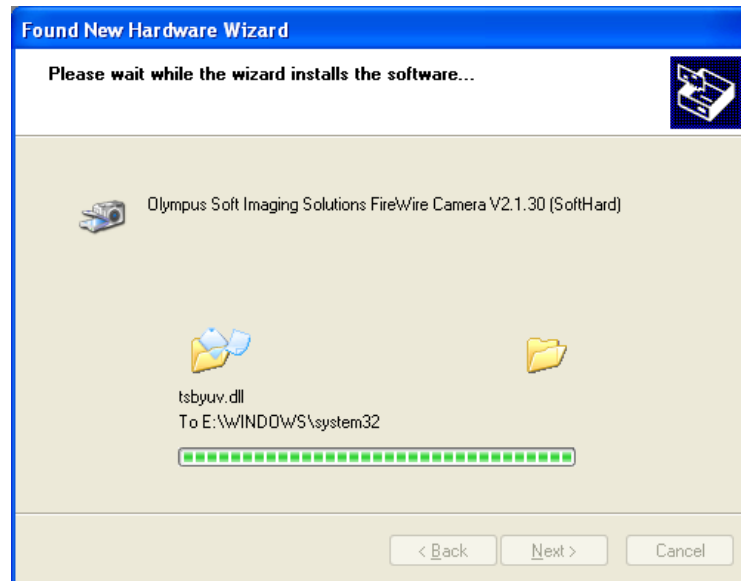 Found New Hardware Wizard
Please wait while the wizard installs the software...
Olympus Soft Imaging Solutions FireWire Camera V2.1.30 (SoftHard)
tsbyuv.dll
To E:\WINDOWS\system32
< Back
Next >
Cancel